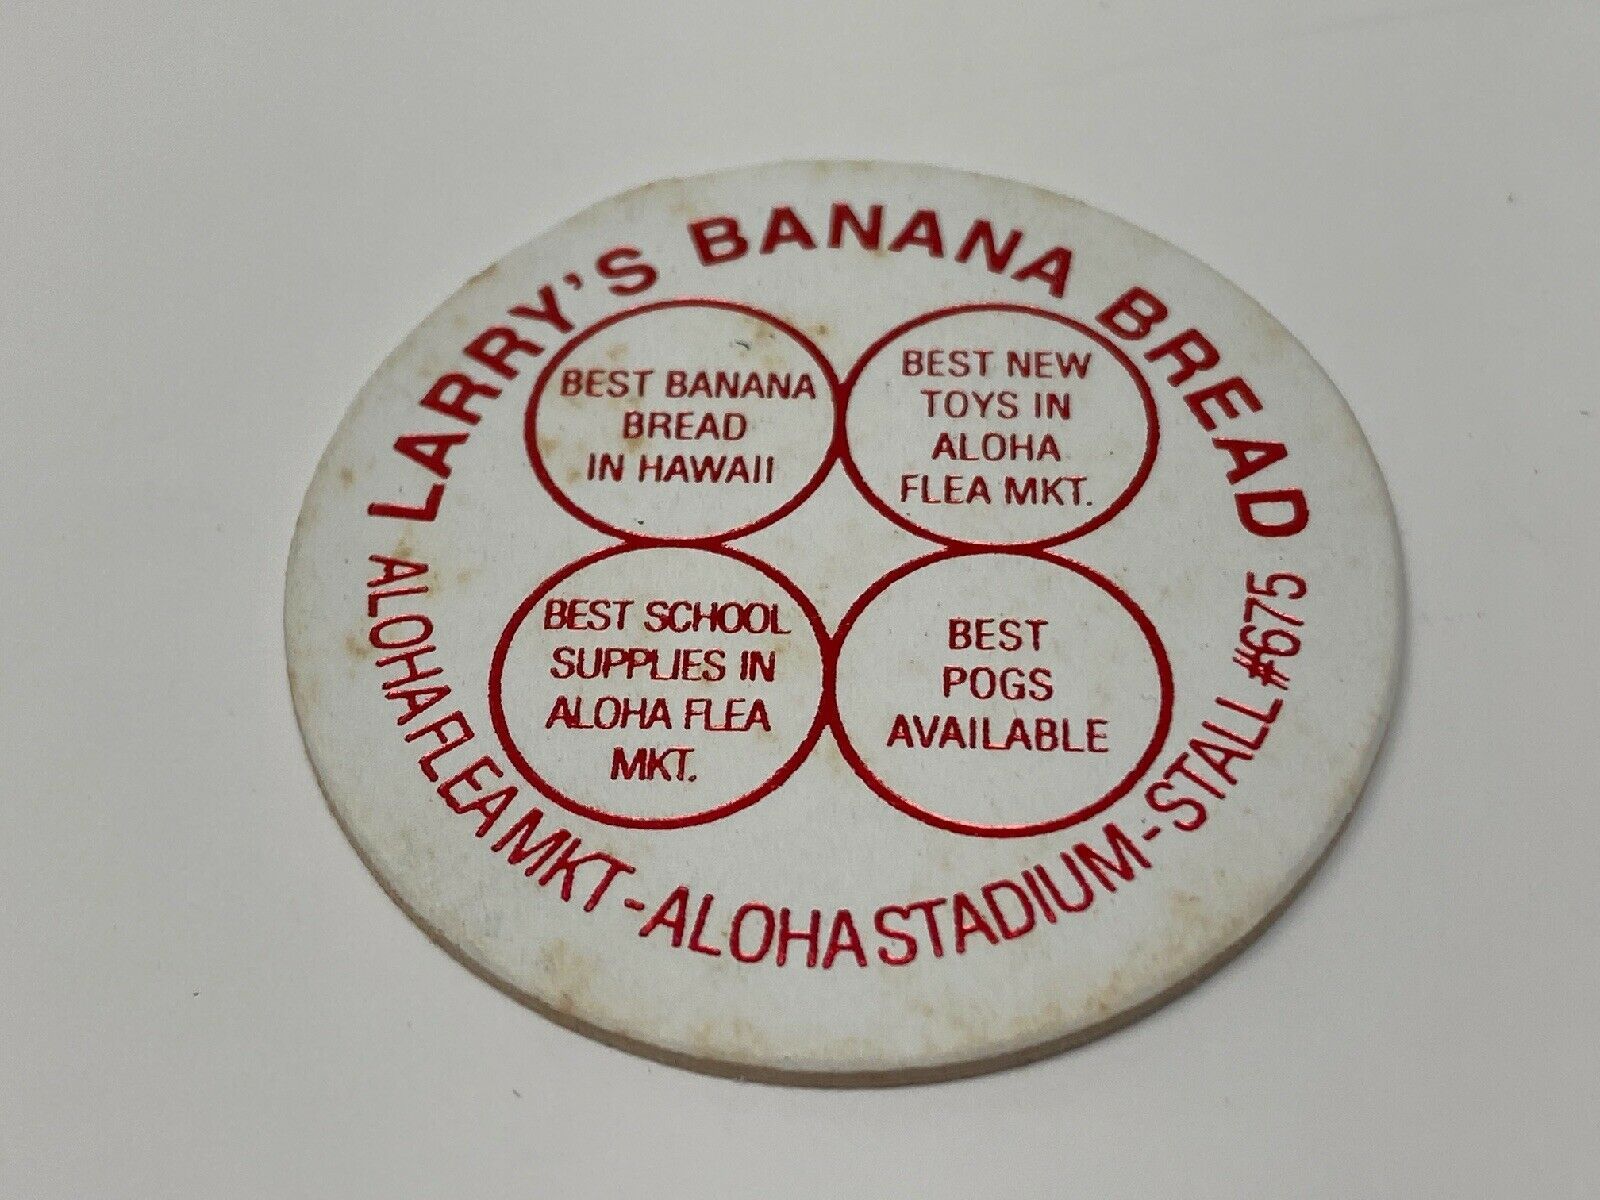 LARRY'S BANANA BREAD
BEST BANANA
BREAD
IN HAWAII
BEST NEW
TOYS IN
ALOHA
FLEA MKT.
BEST SCHOOL
SUPPLIES IN
ALOHA FLEA
MKT.
BEST
POGS
AVAILABLE
ALOHA FLEA MKT - ALOHA STADIUM - STALL #675